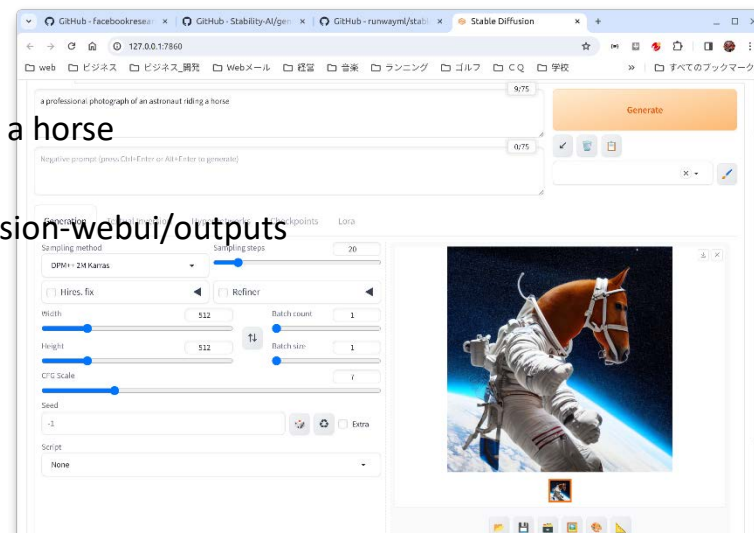 GitHub - facebookresear
GitHub - Stability-AI/gen
GitHub - runwayml/stabl
Stable Diffusion
127.0.0.1:7860
web
ビジネス
ビジネス_開発
Webメール
経営
音楽
ランニング
ゴルフ
CQ
学校
»
すべてのブックマーク
a professional photograph of an astronaut riding a horse
9/75
Generate
a horse
Negative prompt (press Ctrl+Enter or Alt+Enter to generate)
0/75
Generation
Checkpoints
Lora
sion-webui/outputs
Sampling method
Sampling steps
20
DPM++ 2M Karras
Hires. fix
Refiner
Width
512
Batch count
1
Height
512
Batch size
1
CFG Scale
7
Seed
-1
Extra
Script
None